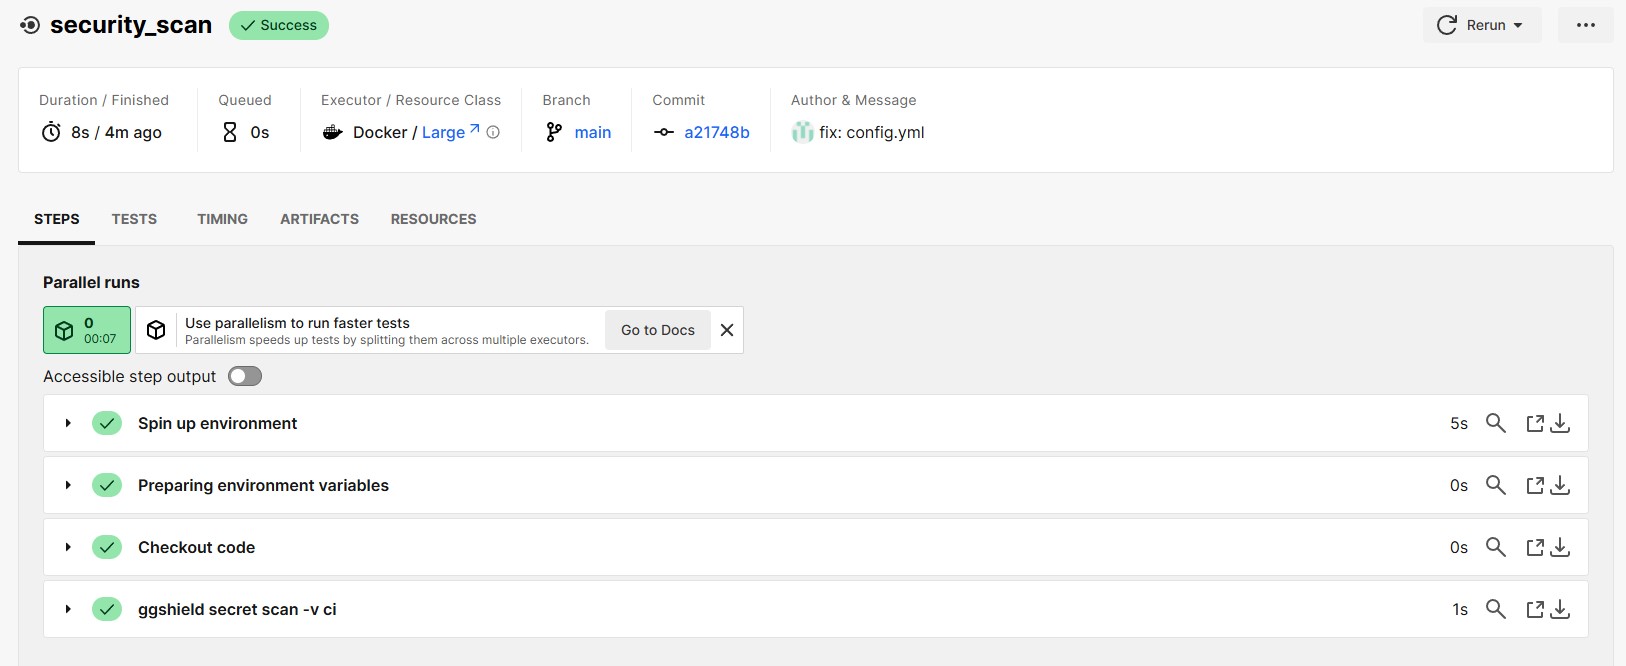 security_scan
Success
Rerun
Duration / Finished
8s / 4m ago
Queued
0s
Executor / Resource Class
Docker / Large
Branch
main
Commit
a21748b
Author & Message
fix: config.yml
STEPS
TESTS
TIMING
ARTIFACTS
RESOURCES
Parallel runs
0
00:07
Use parallelism to run faster tests
Parallelism speeds up tests by splitting them across multiple executors.
Go to Docs
Accessible step output
Spin up environment
5s
Preparing environment variables
0s
Checkout code
0s
ggshield secret scan -v ci
1s